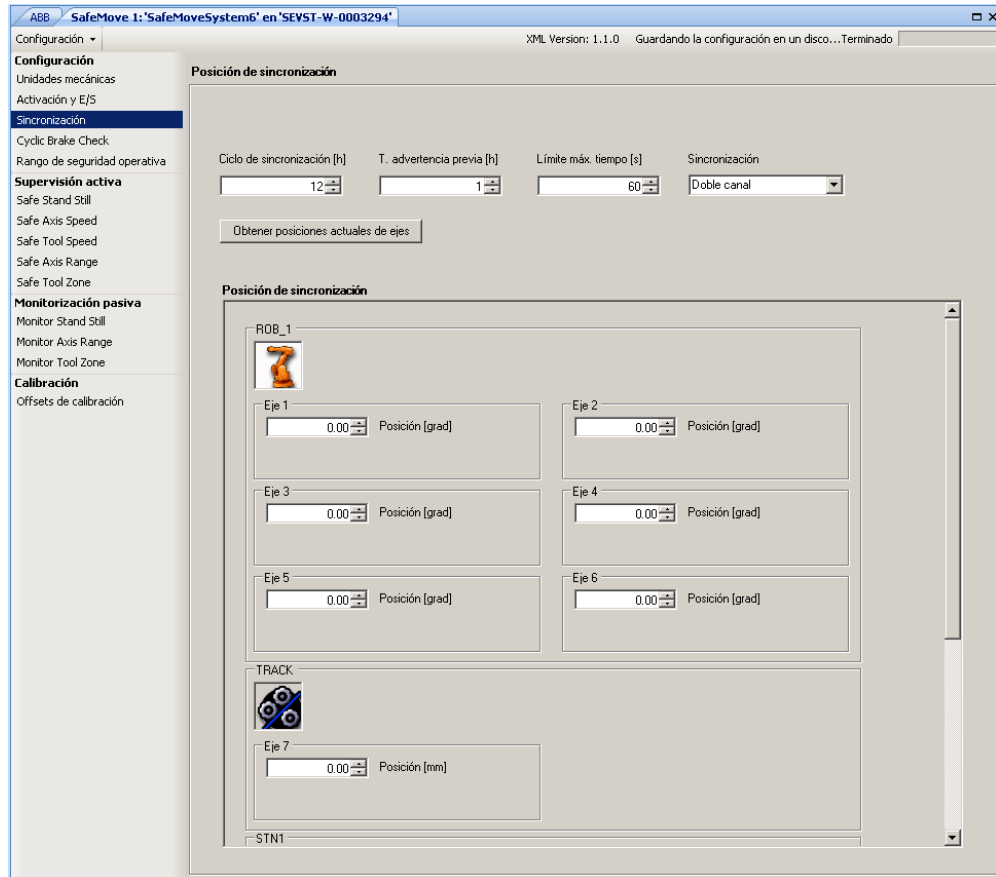 ABB SafeMove 1: 'SafeMoveSystem6' en 'SEVST-W-0003294'
Configuración XML Version: 1.1.0 Guardando la configuración en un disco...Terminado
Configuración
Unidades mecánicas
Activación y E/S
Sincronización
Cyclic Brake Check
Rango de seguridad operativa
Supervisión activa
Safe Stand Still
Safe Axis Speed
Safe Tool Speed
Safe Axis Range
Safe Tool Zone
Monitorización pasiva
Monitor Stand Still
Monitor Axis Range
Monitor Tool Zone
Calibración
Offsets de calibración
Posición de sincronización
Ciclo de sincronización [h] T. advertencia previa [h] Límite máx. tiempo [s] Sincronización
12 1 60 Doble canal
Obtener posiciones actuales de ejes
Posición de sincronización
ROB_1
Eje 1 Eje 2
0.00 Posición [grad] 0.00 Posición [grad]
Eje 3 Eje 4
0.00 Posición [grad] 0.00 Posición [grad]
Eje 5 Eje 6
0.00 Posición [grad] 0.00 Posición [grad]
TRACK
Eje 7
0.00 Posición [mm]
STN1